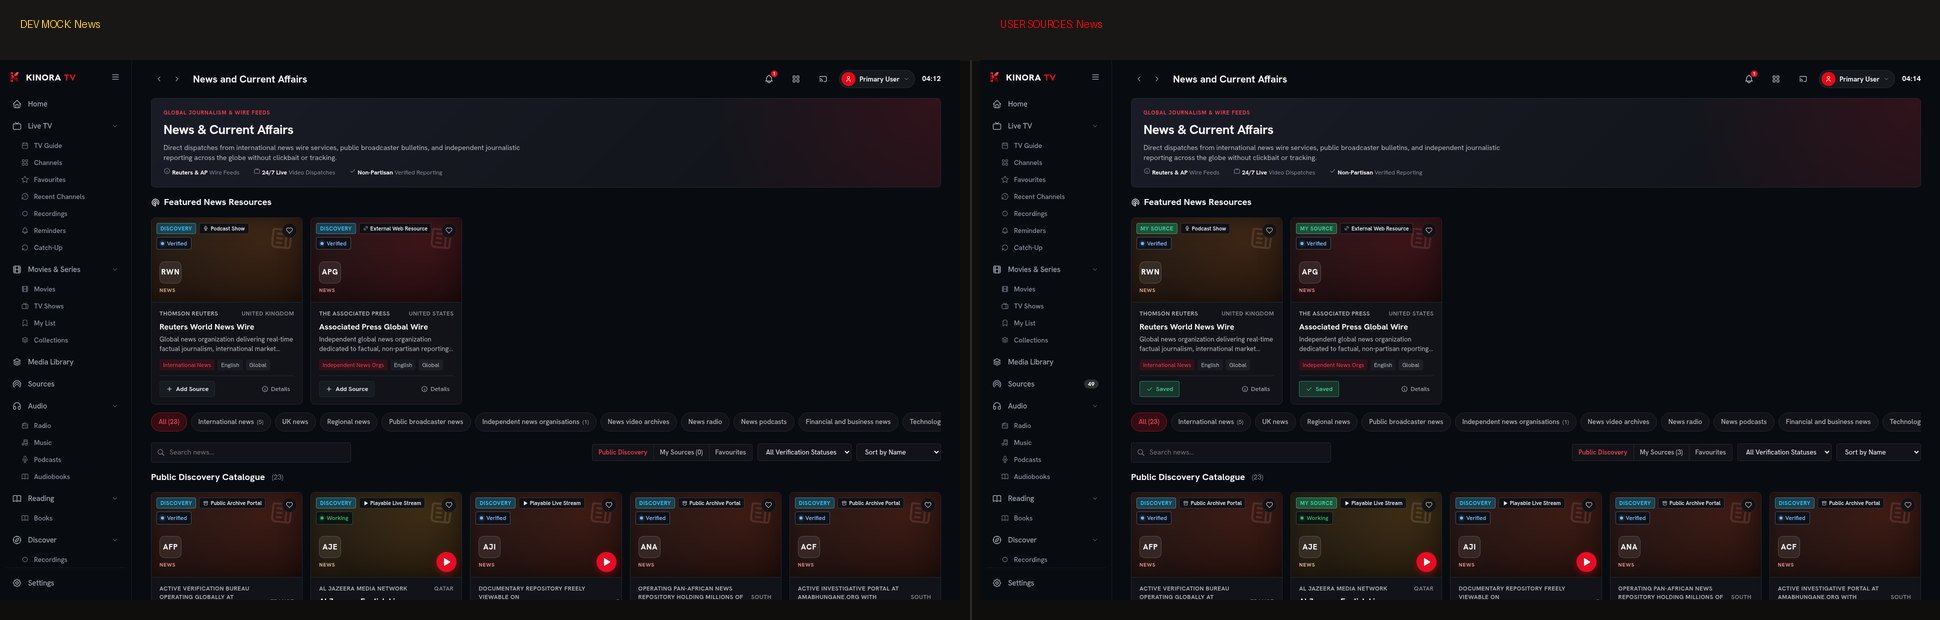 DEV MOCK: News
KINORA TV
Home
Live TV
TV Guide
Channels
Favourites
Recent Channels
Recordings
Reminders
Catch-Up
Movies & Series
Movies
TV Shows
My List
Collections
Media Library
Sources
Audio
Radio
Music
Podcasts
Audiobooks
Reading
Books
Discover
Recordings
Settings
News and Current Affairs
1
Primary User
04:12
GLOBAL JOURNALISM & WIRE FEEDS
News & Current Affairs
Direct dispatches from international news wire services, public broadcaster bulletins, and independent journalistic
reporting across the globe without clickbait or tracking.
Reuters & AP Wire Feeds 24/7 Live Video Dispatches Non-Partisan Verified Reporting
Featured News Resources
DISCOVERY Podcast Show
Verified
RWN
NEWS
THOMSON REUTERS UNITED KINGDOM
Reuters World News Wire
Global news organization delivering real-time
factual journalism, international market...
International News English Global
+ Add Source Details
DISCOVERY External Web Resource
Verified
APG
NEWS
THE ASSOCIATED PRESS UNITED STATES
Associated Press Global Wire
Independent global news organization
dedicated to factual, non-partisan reporting...
Independent News Orgs English Global
+ Add Source Details
All (23) International news (5) UK news Regional news Public broadcaster news Independent news organisations (1) News video archives News radio News podcasts Financial and business news Technolog
Search news...
Public Discovery My Sources (0) Favourites All Verification Statuses Sort by Name
Public Discovery Catalogue (23)
DISCOVERY Public Archive Portal
Verified
AFP
NEWS
ACTIVE VERIFICATION BUREAU
OPERATING GLOBALLY AT
DISCOVERY Playable Live Stream
Working
AJE
NEWS
AL JAZEERA MEDIA NETWORK QATAR
DISCOVERY Playable Live Stream
Verified
AJI
NEWS
DOCUMENTARY REPOSITORY FREELY
VIEWABLE ON
DISCOVERY Public Archive Portal
Verified
ANA
NEWS
OPERATING PAN-AFRICAN NEWS
REPOSITORY HOLDING MILLIONS OF SOUTH
DISCOVERY Public Archive Portal
Verified
ACF
NEWS
ACTIVE INVESTIGATIVE PORTAL AT
AMABHUNGANE.ORG WITH SOUTH
USER SOURCES: News
KINORA TV
Home
Live TV
TV Guide
Channels
Favourites
Recent Channels
Recordings
Reminders
Catch-Up
Movies & Series
Movies
TV Shows
My List
Collections
Media Library
Sources 49
Audio
Radio
Music
Podcasts
Audiobooks
Reading
Books
Discover
Recordings
Settings
News and Current Affairs
1
Primary User
04:14
GLOBAL JOURNALISM & WIRE FEEDS
News & Current Affairs
Direct dispatches from international news wire services, public broadcaster bulletins, and independent journalistic
reporting across the globe without clickbait or tracking.
Reuters & AP Wire Feeds 24/7 Live Video Dispatches Non-Partisan Verified Reporting
Featured News Resources
MY SOURCE Podcast Show
Verified
RWN
NEWS
THOMSON REUTERS UNITED KINGDOM
Reuters World News Wire
Global news organization delivering real-time
factual journalism, international market...
International News English Global
Saved Details
MY SOURCE External Web Resource
Verified
APG
NEWS
THE ASSOCIATED PRESS UNITED STATES
Associated Press Global Wire
Independent global news organization
dedicated to factual, non-partisan reporting...
Independent News Orgs English Global
Saved Details
All (23) International news (5) UK news Regional news Public broadcaster news Independent news organisations (1) News video archives News radio News podcasts Financial and business news Technolog
Search news...
Public Discovery My Sources (3) Favourites All Verification Statuses Sort by Name
Public Discovery Catalogue (23)
DISCOVERY Public Archive Portal
Verified
AFP
NEWS
ACTIVE VERIFICATION BUREAU
OPERATING GLOBALLY AT
MY SOURCE Playable Live Stream
Working
AJE
NEWS
AL JAZEERA MEDIA NETWORK QATAR
DISCOVERY Playable Live Stream
Verified
AJI
NEWS
DOCUMENTARY REPOSITORY FREELY
VIEWABLE ON
DISCOVERY Public Archive Portal
Verified
ANA
NEWS
OPERATING PAN-AFRICAN NEWS
REPOSITORY HOLDING MILLIONS OF SOUTH
DISCOVERY Public Archive Portal
Verified
ACF
NEWS
ACTIVE INVESTIGATIVE PORTAL AT
AMABHUNGANE.ORG WITH SOUTH